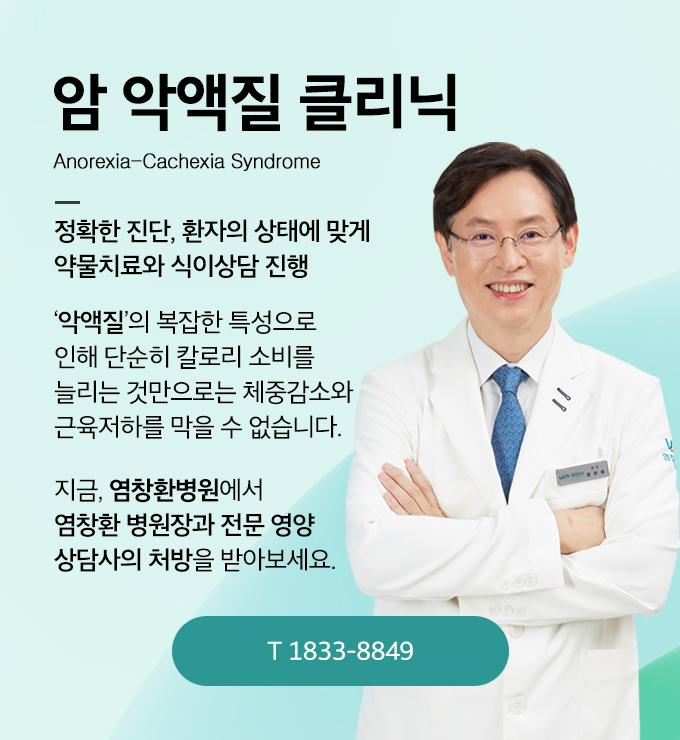 암 악액질 클리닉
Anorexia-Cachexia Syndrome
정확한 진단, 환자의 상태에 맞게
약물치료와 식이상담 진행
‘악액질’의 복잡한 특성으로
인해 단순히 칼로리 소비를
늘리는 것만으로는 체중감소와
근육저하를 막을 수 없습니다.
지금, 염창환병원에서
염창환 병원장과 전문 영양
상담사의 처방을 받아보세요.
T 1833-8849